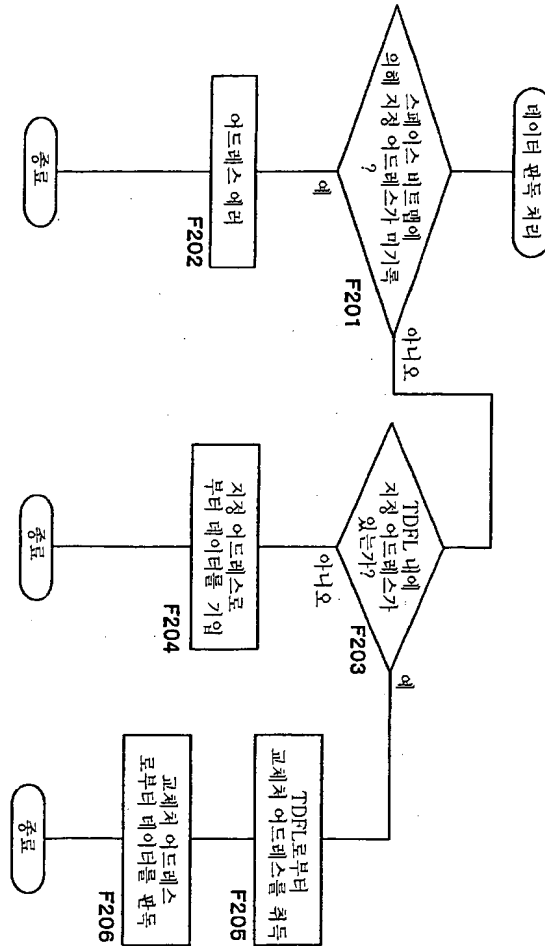 데이터 판독 처리
스페이스 비트맵에
의해 지정 어드레스가 미기록
?
F201
예
아니오
어드레스 에러
F202
종료
TDFL 내에
지정 어드레스가
있는가?
F203
아니오
예
지정 어드레스로
부터 데이터를 기입
F204
종료
TDFL로부터
교체처 어드레스를 취득
F205
교체처 어드레스
로부터 데이터를 판독
F206
종료